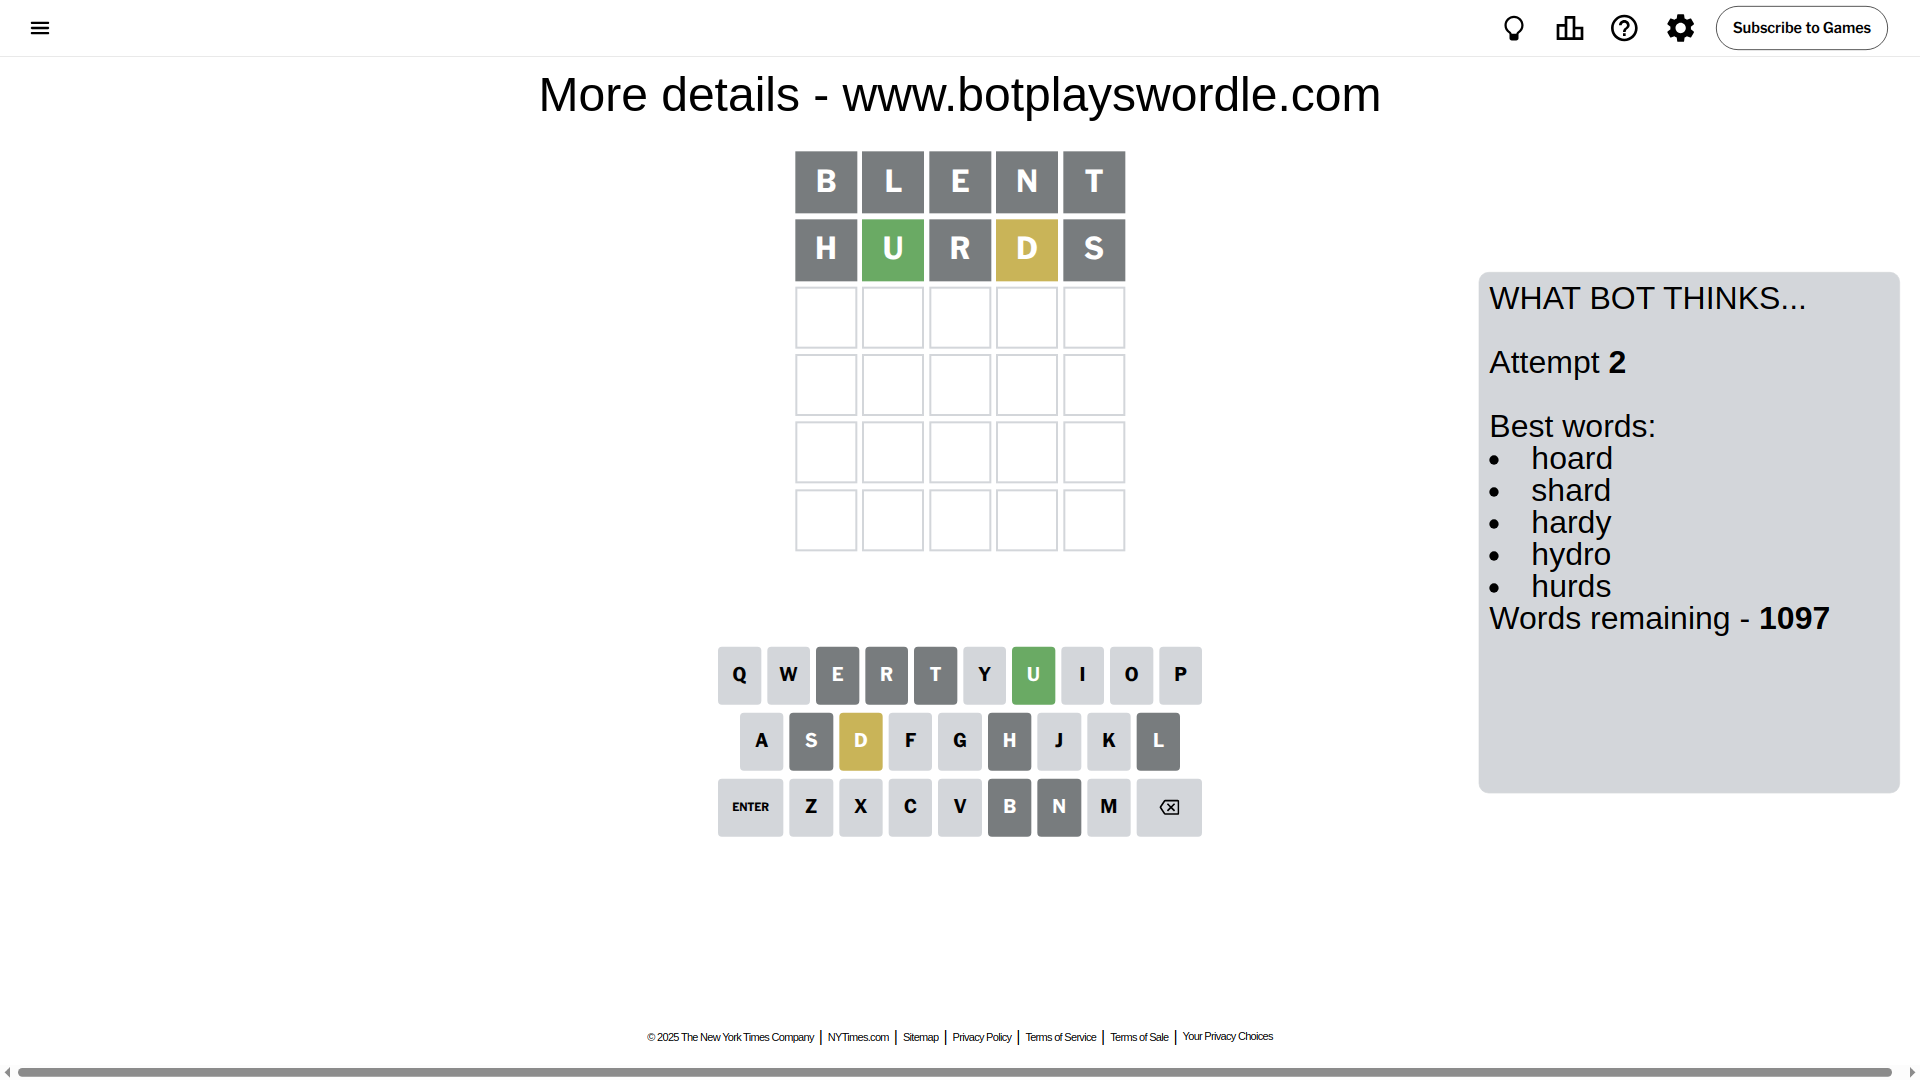 Subscribe to Games
More details - www.botplayswordle.com
B L E N T
H U R D S
WHAT BOT THINKS...
Attempt 2
Best words:
• hoard
• shard
• hardy
• hydro
• hurds
Words remaining - 1097
Q W E R T Y U I O P
A S D F G H J K L
ENTER Z X C V B N M
© 2025 The New York Times Company | NYTimes.com | Sitemap | Privacy Policy | Terms of Service | Terms of Sale | Your Privacy Choices